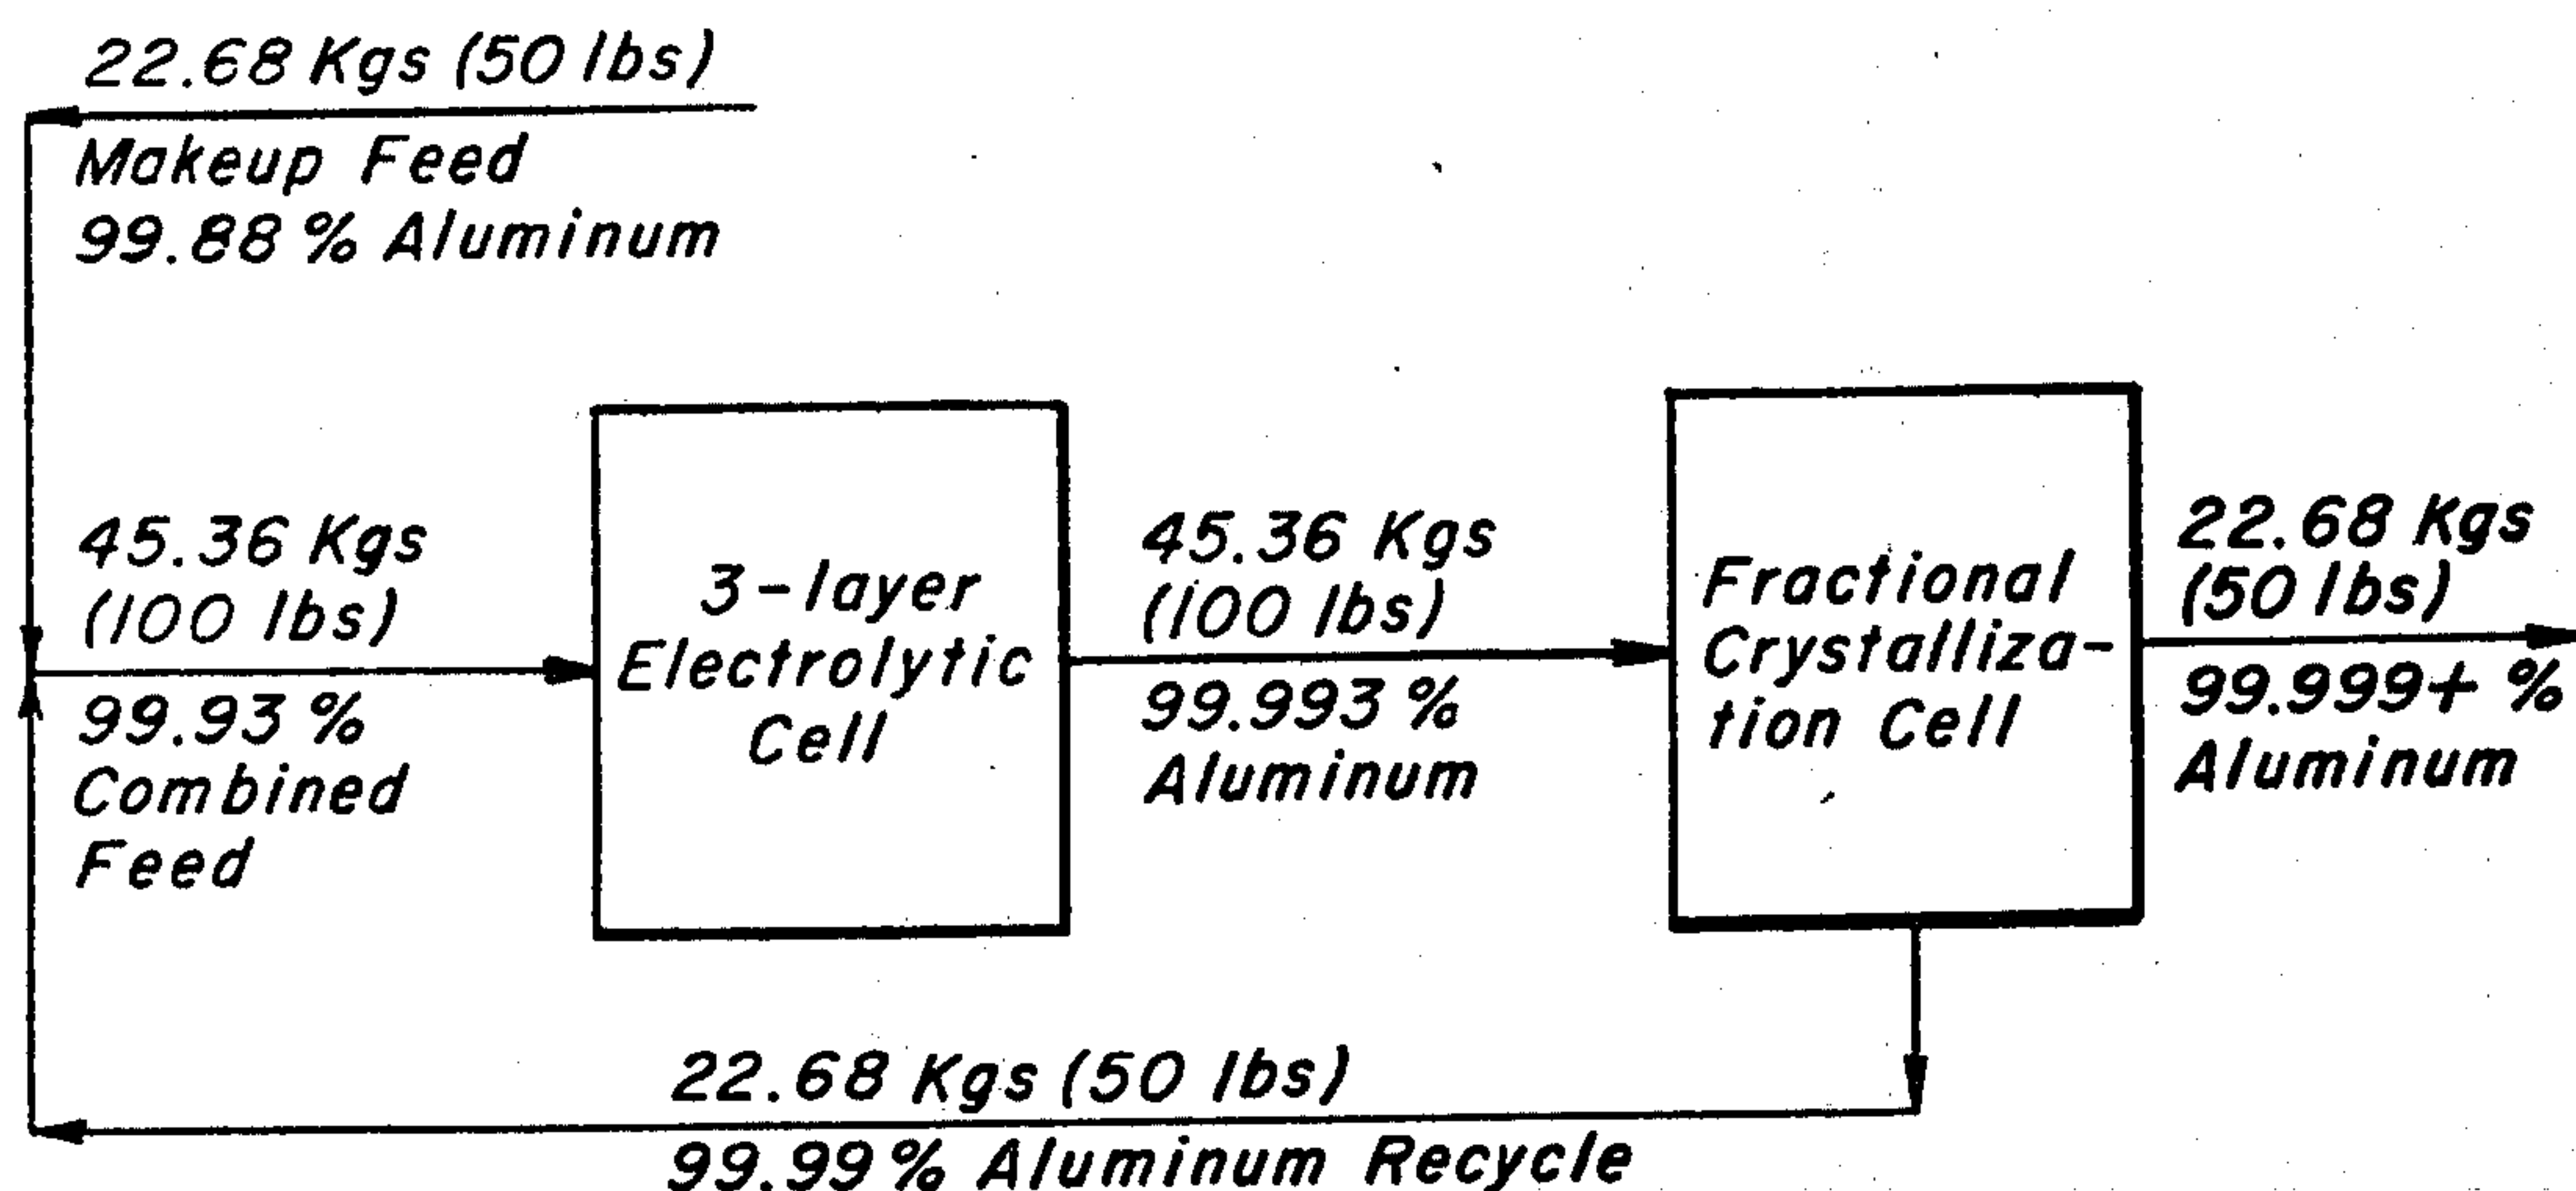 22.68 Kgs (50 lbs)
Makeup Feed
99.88 % Aluminum
45.36 Kgs
(100 lbs)
99.93 %
Combined
Feed
3-layer
Electrolytic
Cell
45.36 Kgs
(100 lbs)
99.993 %
Aluminum
Fractional
Crystalliza-
tion Cell
22.68 Kgs
(50 lbs)
99.999+ %
Aluminum
22.68 Kgs (50 lbs)
99.99 % Aluminum Recycle